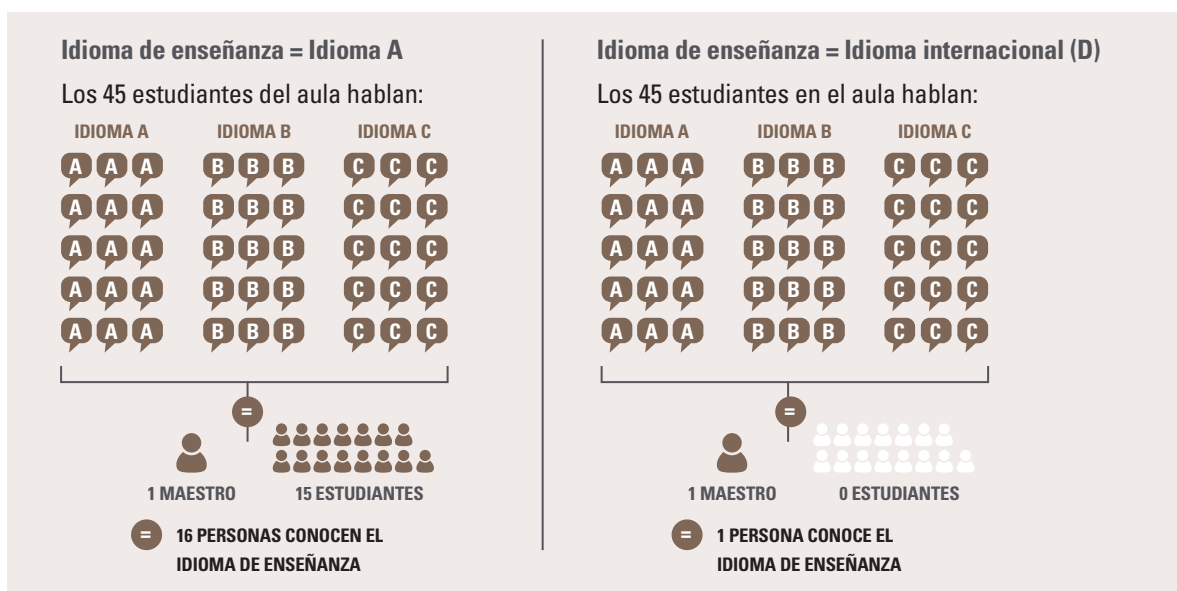 Idioma de enseñanza = Idioma A
Los 45 estudiantes del aula hablan:
IDIOMA A IDIOMA B IDIOMA C
A A A B B B C C C
A A A B B B C C C
A A A B B B C C C
A A A B B B C C C
A A A B B B C C C
=
1 MAESTRO 15 ESTUDIANTES
= 16 PERSONAS CONOCEN EL
IDIOMA DE ENSEÑANZA
Idioma de enseñanza = Idioma internacional (D)
Los 45 estudiantes en el aula hablan:
IDIOMA A IDIOMA B IDIOMA C
A A A B B B C C C
A A A B B B C C C
A A A B B B C C C
A A A B B B C C C
A A A B B B C C C
=
1 MAESTRO 0 ESTUDIANTES
= 1 PERSONA CONOCE EL
IDIOMA DE ENSEÑANZA